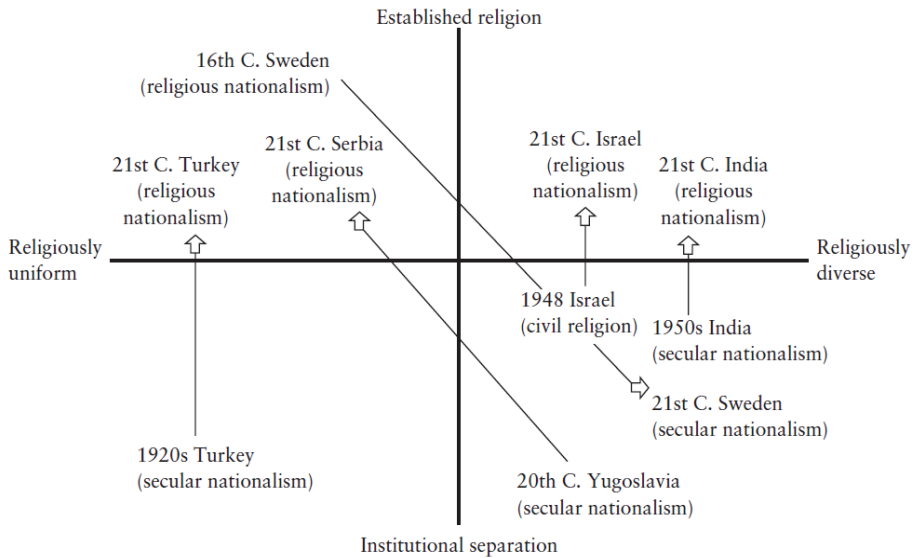 Established religion
16th C. Sweden
(religious nationalism)
21st C. Turkey
(religious
nationalism)
21st C. Serbia
(religious
nationalism)
21st C. Israel
(religious
nationalism)
21st C. India
(religious
nationalism)
Religiously
uniform
Religiously
diverse
1948 Israel
(civil religion)
1950s India
(secular nationalism)
21st C. Sweden
(secular nationalism)
1920s Turkey
(secular nationalism)
20th C. Yugoslavia
(secular nationalism)
Institutional separation